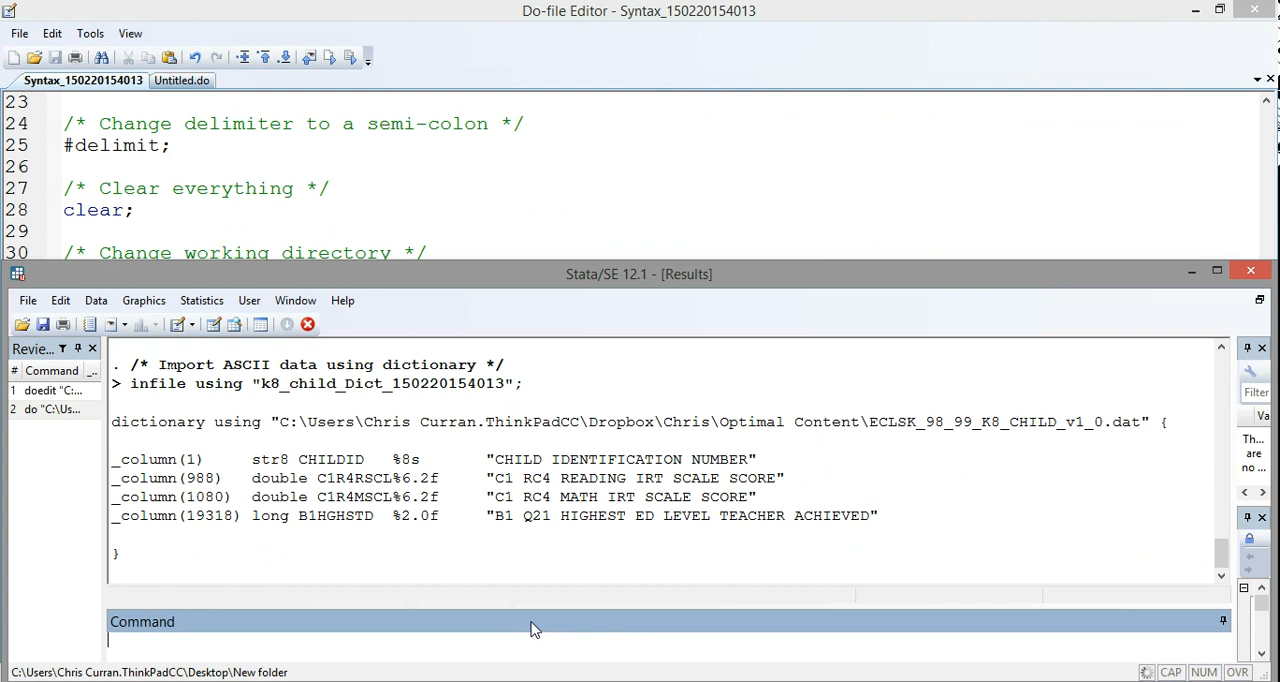 Do-file Editor - Syntax_150220154013
File Edit Tools View
Syntax_150220154013 Untitled.do
23
24 /* Change delimiter to a semi-colon */
25 #delimit;
26
27 /* Clear everything */
28 clear;
29
30 /* Change working directory */
Stata/SE 12.1 - [Results]
File Edit Data Graphics Statistics User Window Help
Revie...
# Command ...
1 doedit "C:...
2 do "C:\Us...
. /* Import ASCII data using dictionary */
> infile using "k8_child_Dict_150220154013";
dictionary using "C:\Users\Chris Curran.ThinkPadCC\Dropbox\Chris\Optimal Content\ECLSK_98_99_K8_CHILD_v1_0.dat" {
_column(1) str8 CHILDID %8s "CHILD IDENTIFICATION NUMBER"
_column(988) double C1R4RSCL%6.2f "C1 RC4 READING IRT SCALE SCORE"
_column(1080) double C1R4MSCL%6.2f "C1 RC4 MATH IRT SCALE SCORE"
_column(19318) long B1HGHSTD %2.0f "B1 Q21 HIGHEST ED LEVEL TEACHER ACHIEVED"
}
Filter
Va
Th...
are
no ...
Command
C:\Users\Chris Curran.ThinkPadCC\Desktop\New folder
CAP NUM OVR